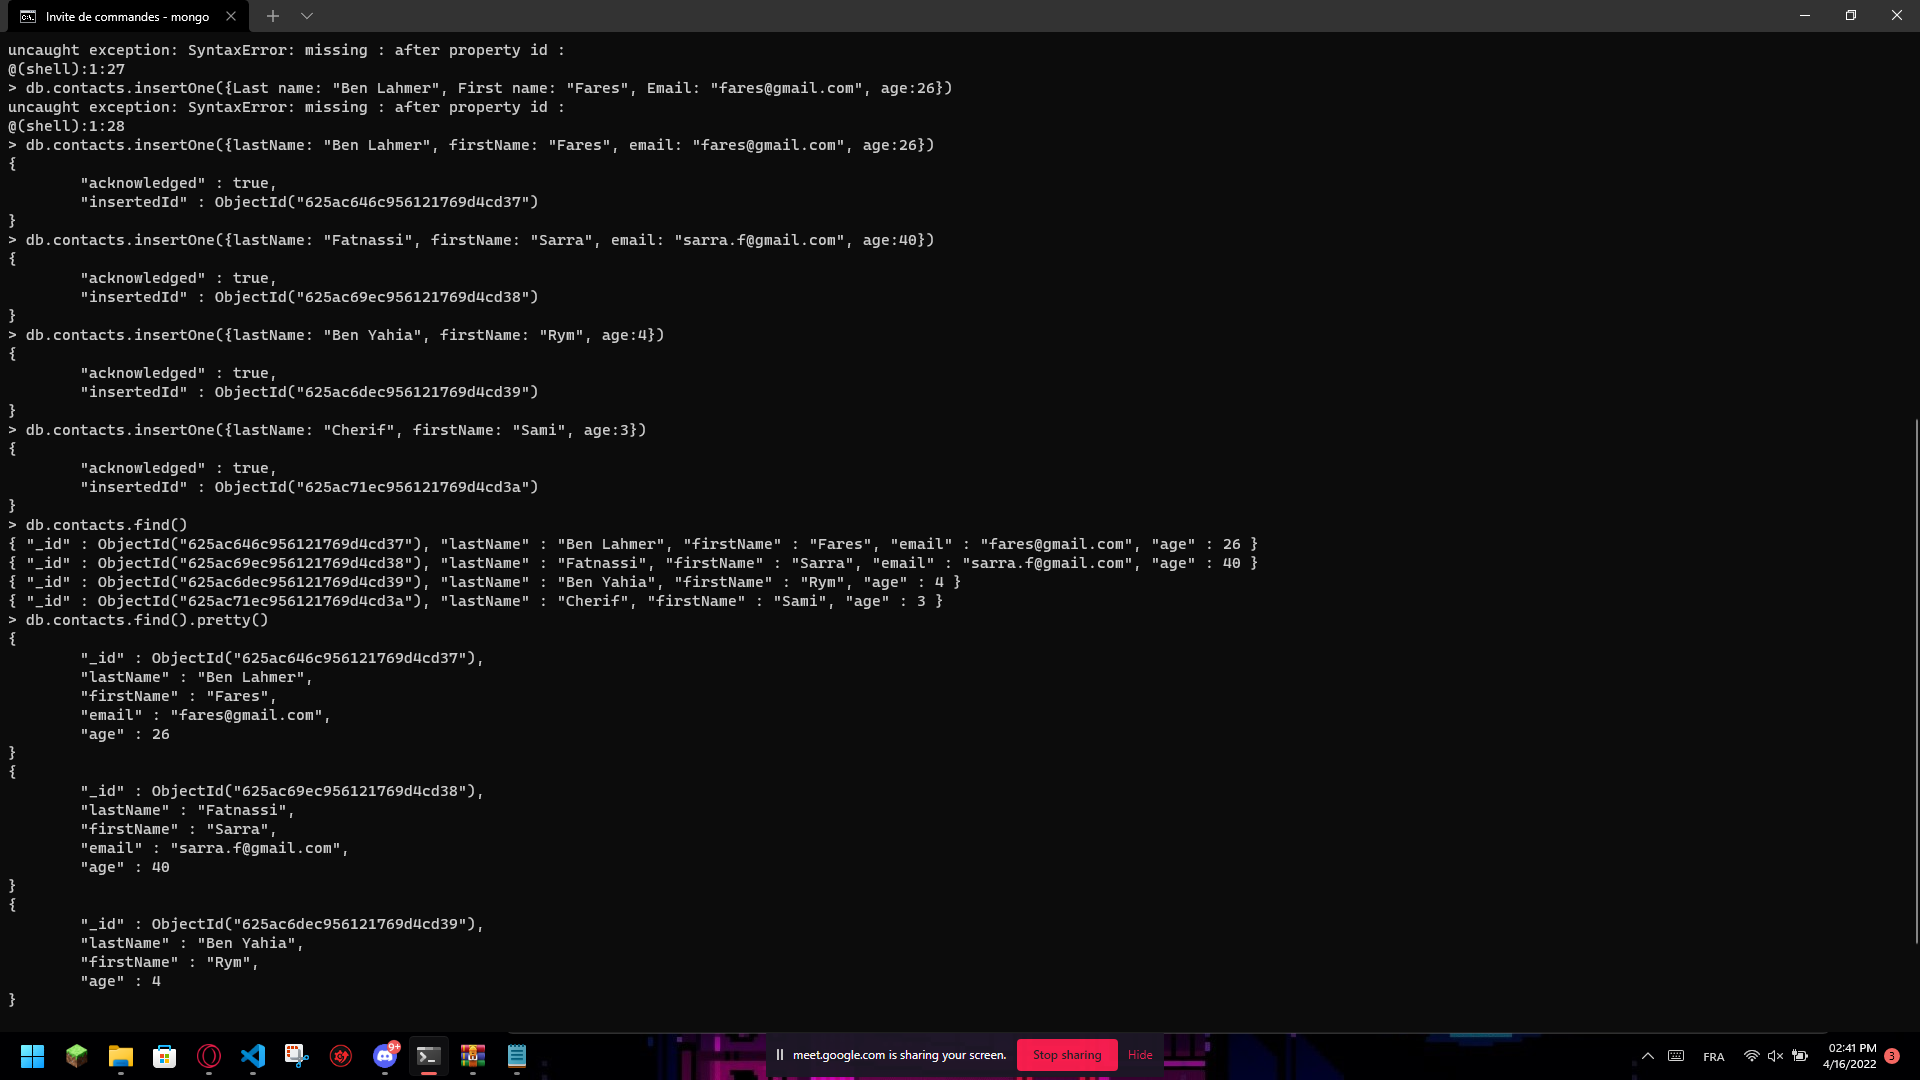 Invite de commandes - mongo
uncaught exception: SyntaxError: missing : after property id :
@(shell):1:27
> db.contacts.insertOne({Last name: "Ben Lahmer", First name: "Fares", Email: "fares@gmail.com", age:26})
uncaught exception: SyntaxError: missing : after property id :
@(shell):1:28
> db.contacts.insertOne({lastName: "Ben Lahmer", firstName: "Fares", email: "fares@gmail.com", age:26})
{
        "acknowledged" : true,
        "insertedId" : ObjectId("625ac646c956121769d4cd37")
}
> db.contacts.insertOne({lastName: "Fatnassi", firstName: "Sarra", email: "sarra.f@gmail.com", age:40})
{
        "acknowledged" : true,
        "insertedId" : ObjectId("625ac69ec956121769d4cd38")
}
> db.contacts.insertOne({lastName: "Ben Yahia", firstName: "Rym", age:4})
{
        "acknowledged" : true,
        "insertedId" : ObjectId("625ac6dec956121769d4cd39")
}
> db.contacts.insertOne({lastName: "Cherif", firstName: "Sami", age:3})
{
        "acknowledged" : true,
        "insertedId" : ObjectId("625ac71ec956121769d4cd3a")
}
> db.contacts.find()
{ "_id" : ObjectId("625ac646c956121769d4cd37"), "lastName" : "Ben Lahmer", "firstName" : "Fares", "email" : "fares@gmail.com", "age" : 26 }
{ "_id" : ObjectId("625ac69ec956121769d4cd38"), "lastName" : "Fatnassi", "firstName" : "Sarra", "email" : "sarra.f@gmail.com", "age" : 40 }
{ "_id" : ObjectId("625ac6dec956121769d4cd39"), "lastName" : "Ben Yahia", "firstName" : "Rym", "age" : 4 }
{ "_id" : ObjectId("625ac71ec956121769d4cd3a"), "lastName" : "Cherif", "firstName" : "Sami", "age" : 3 }
> db.contacts.find().pretty()
{
        "_id" : ObjectId("625ac646c956121769d4cd37"),
        "lastName" : "Ben Lahmer",
        "firstName" : "Fares",
        "email" : "fares@gmail.com",
        "age" : 26
}
{
        "_id" : ObjectId("625ac69ec956121769d4cd38"),
        "lastName" : "Fatnassi",
        "firstName" : "Sarra",
        "email" : "sarra.f@gmail.com",
        "age" : 40
}
{
        "_id" : ObjectId("625ac6dec956121769d4cd39"),
        "lastName" : "Ben Yahia",
        "firstName" : "Rym",
        "age" : 4
}
9+
meet.google.com is sharing your screen.
Stop sharing
Hide
FRA
02:41 PM
4/16/2022
3